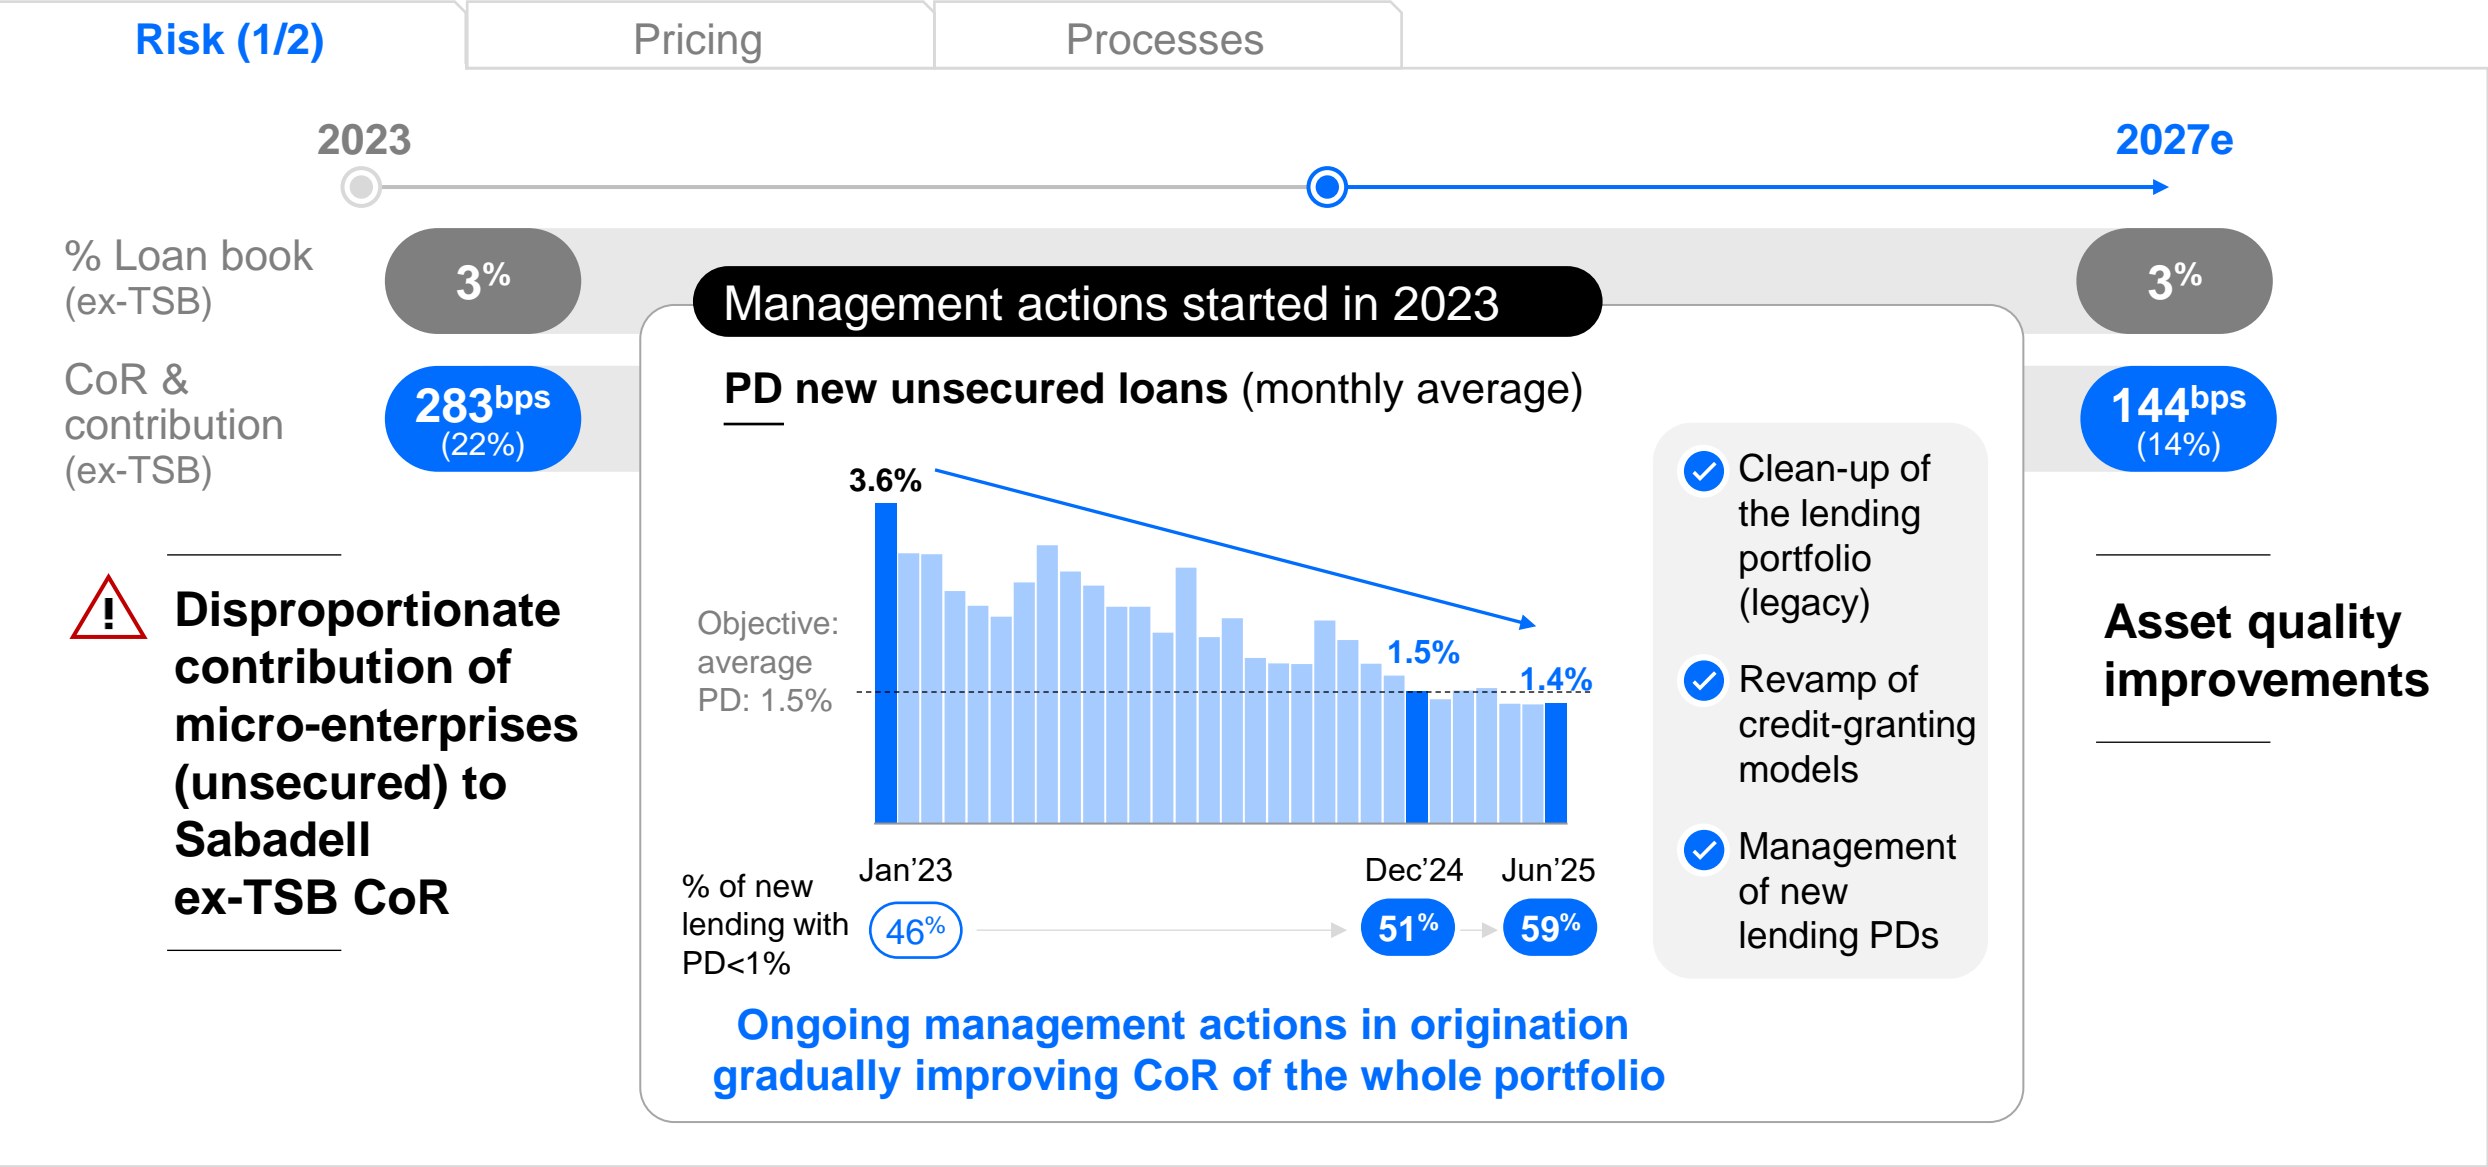 Risk (1/2)
Pricing
Processes
2023
2027e
% Loan book
(ex-TSB)
3%
3%
CoR &
contribution
(ex-TSB)
283bps
(22%)
144bps
(14%)
Management actions started in 2023
PD new unsecured loans (monthly average)
3.6%
1.5%
1.4%
Objective:
average
PD: 1.5%
Jan’23
Dec’24
Jun’25
% of new
lending with
PD<1%
46%
51%
59%
Clean-up of
the lending
portfolio
(legacy)
Revamp of
credit-granting
models
Management
of new
lending PDs
Ongoing management actions in origination
gradually improving CoR of the whole portfolio
!
Disproportionate
contribution of
micro-enterprises
(unsecured) to
Sabadell
ex-TSB CoR
Asset quality
improvements